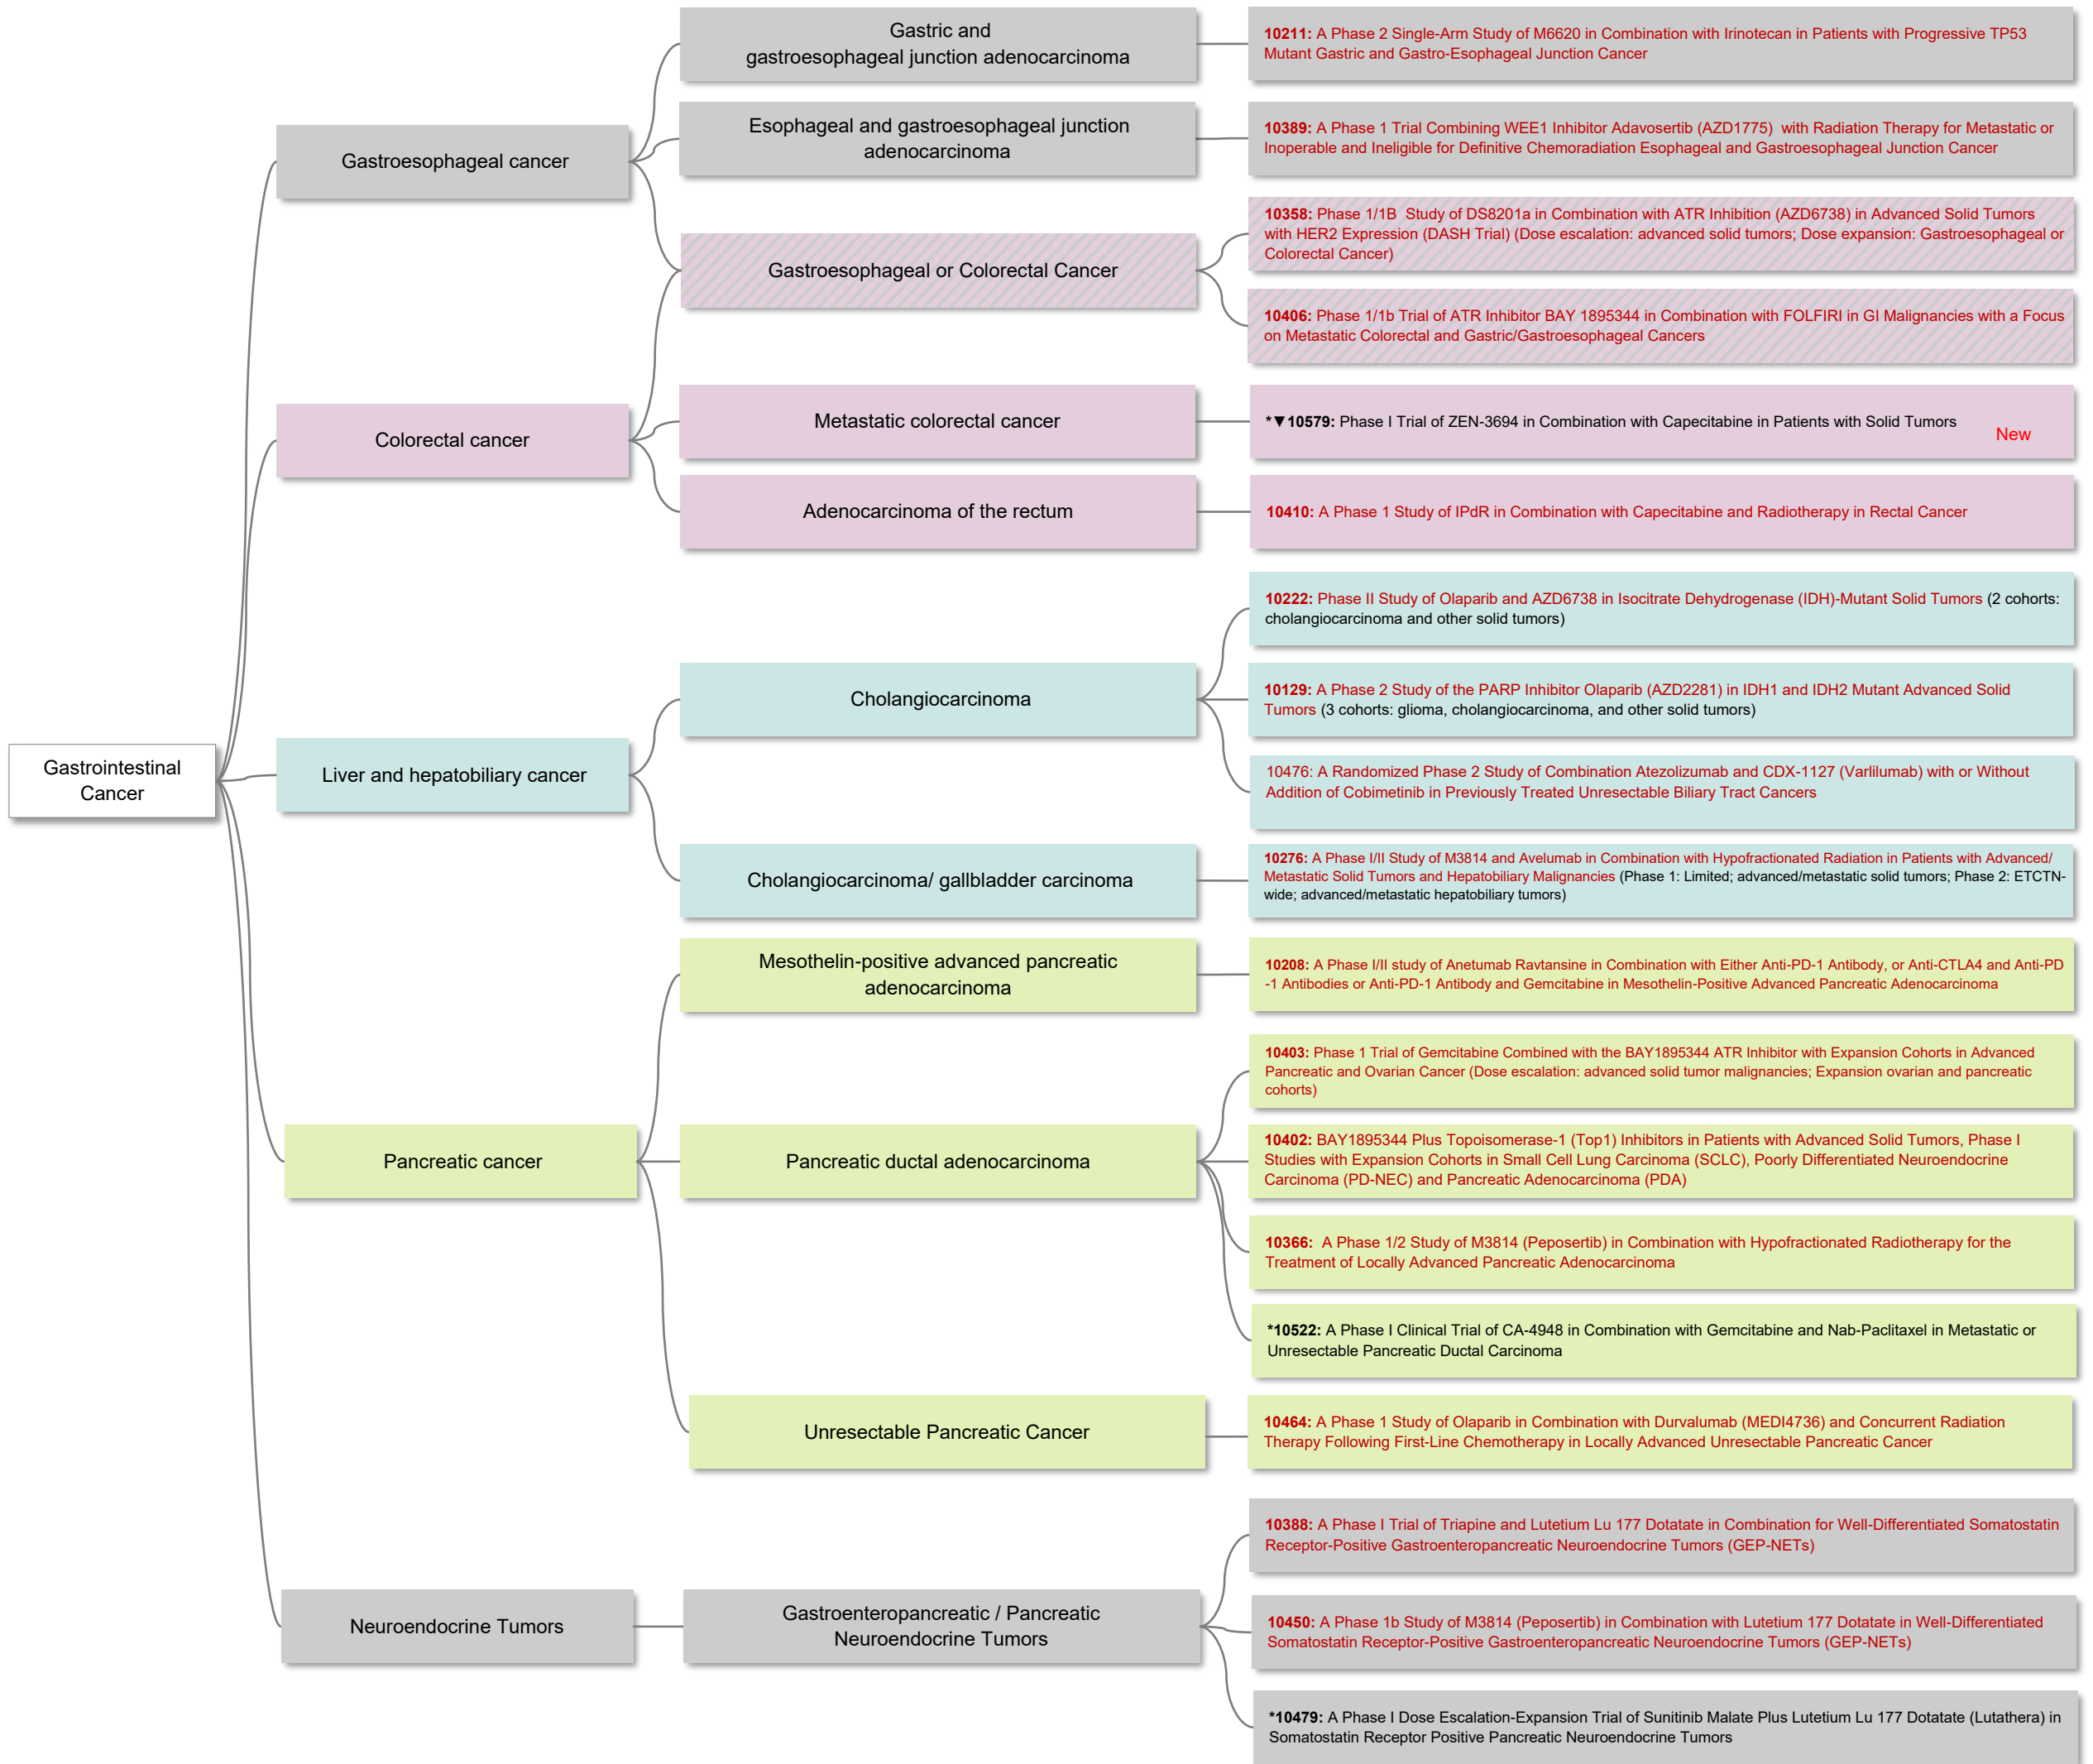 Gastrointestinal
Cancer
Gastroesophageal cancer
Gastric and
gastroesophageal junction adenocarcinoma
10211: A Phase 2 Single-Arm Study of M6620 in Combination with Irinotecan in Patients with Progressive TP53
Mutant Gastric and Gastro-Esophageal Junction Cancer
Esophageal and gastroesophageal junction
adenocarcinoma
10389: A Phase 1 Trial Combining WEE1 Inhibitor Adavosertib (AZD1775)  with Radiation Therapy for Metastatic or
Inoperable and Ineligible for Definitive Chemoradiation Esophageal and Gastroesophageal Junction Cancer
Gastroesophageal or Colorectal Cancer
10358: Phase 1/1B  Study of DS8201a in Combination with ATR Inhibition (AZD6738) in Advanced Solid Tumors
with HER2 Expression (DASH Trial) (Dose escalation: advanced solid tumors; Dose expansion: Gastroesophageal or
Colorectal Cancer)
10406: Phase 1/1b Trial of ATR Inhibitor BAY 1895344 in Combination with FOLFIRI in GI Malignancies with a Focus
on Metastatic Colorectal and Gastric/Gastroesophageal Cancers
Colorectal cancer
Metastatic colorectal cancer
*▼10579: Phase I Trial of ZEN-3694 in Combination with Capecitabine in Patients with Solid Tumors
New
Adenocarcinoma of the rectum
10410: A Phase 1 Study of IPdR in Combination with Capecitabine and Radiotherapy in Rectal Cancer
Liver and hepatobiliary cancer
Cholangiocarcinoma
10222: Phase II Study of Olaparib and AZD6738 in Isocitrate Dehydrogenase (IDH)-Mutant Solid Tumors (2 cohorts:
cholangiocarcinoma and other solid tumors)
10129: A Phase 2 Study of the PARP Inhibitor Olaparib (AZD2281) in IDH1 and IDH2 Mutant Advanced Solid
Tumors (3 cohorts: glioma, cholangiocarcinoma, and other solid tumors)
10476: A Randomized Phase 2 Study of Combination Atezolizumab and CDX-1127 (Varlilumab) with or Without
Addition of Cobimetinib in Previously Treated Unresectable Biliary Tract Cancers
Cholangiocarcinoma/ gallbladder carcinoma
10276: A Phase I/II Study of M3814 and Avelumab in Combination with Hypofractionated Radiation in Patients with Advanced/
Metastatic Solid Tumors and Hepatobiliary Malignancies (Phase 1: Limited; advanced/metastatic solid tumors; Phase 2: ETCTN-
wide; advanced/metastatic hepatobiliary tumors)
Pancreatic cancer
Mesothelin-positive advanced pancreatic
adenocarcinoma
10208: A Phase I/II study of Anetumab Ravtansine in Combination with Either Anti-PD-1 Antibody, or Anti-CTLA4 and Anti-PD
-1 Antibodies or Anti-PD-1 Antibody and Gemcitabine in Mesothelin-Positive Advanced Pancreatic Adenocarcinoma
Pancreatic ductal adenocarcinoma
10403: Phase 1 Trial of Gemcitabine Combined with the BAY1895344 ATR Inhibitor with Expansion Cohorts in Advanced
Pancreatic and Ovarian Cancer (Dose escalation: advanced solid tumor malignancies; Expansion ovarian and pancreatic
cohorts)
10402: BAY1895344 Plus Topoisomerase-1 (Top1) Inhibitors in Patients with Advanced Solid Tumors, Phase I
Studies with Expansion Cohorts in Small Cell Lung Carcinoma (SCLC), Poorly Differentiated Neuroendocrine
Carcinoma (PD-NEC) and Pancreatic Adenocarcinoma (PDA)
10366:  A Phase 1/2 Study of M3814 (Peposertib) in Combination with Hypofractionated Radiotherapy for the
Treatment of Locally Advanced Pancreatic Adenocarcinoma
*10522: A Phase I Clinical Trial of CA-4948 in Combination with Gemcitabine and Nab-Paclitaxel in Metastatic or
Unresectable Pancreatic Ductal Carcinoma
Unresectable Pancreatic Cancer
10464: A Phase 1 Study of Olaparib in Combination with Durvalumab (MEDI4736) and Concurrent Radiation
Therapy Following First-Line Chemotherapy in Locally Advanced Unresectable Pancreatic Cancer
Neuroendocrine Tumors
Gastroenteropancreatic / Pancreatic
Neuroendocrine Tumors
10388: A Phase I Trial of Triapine and Lutetium Lu 177 Dotatate in Combination for Well-Differentiated Somatostatin
Receptor-Positive Gastroenteropancreatic Neuroendocrine Tumors (GEP-NETs)
10450: A Phase 1b Study of M3814 (Peposertib) in Combination with Lutetium 177 Dotatate in Well-Differentiated
Somatostatin Receptor-Positive Gastroenteropancreatic Neuroendocrine Tumors (GEP-NETs)
*10479: A Phase I Dose Escalation-Expansion Trial of Sunitinib Malate Plus Lutetium Lu 177 Dotatate (Lutathera) in
Somatostatin Receptor Positive Pancreatic Neuroendocrine Tumors